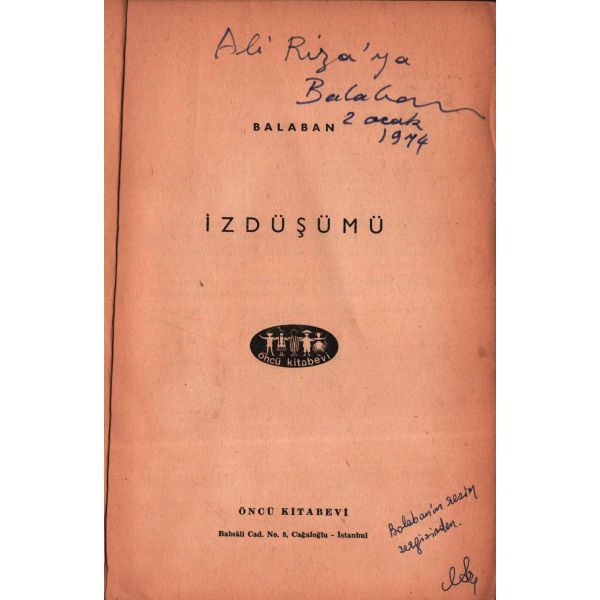 Ali Rıza'ya
Balaban
2 ocak
1974
BALABAN
İZDÜŞÜMÜ
öncü kitabevi
ÖNCÜ KİTABEVİ
Babıâli Cad. No. 8, Cağaloğlu - İstanbul
Balaban'ın resim
sergisinden.